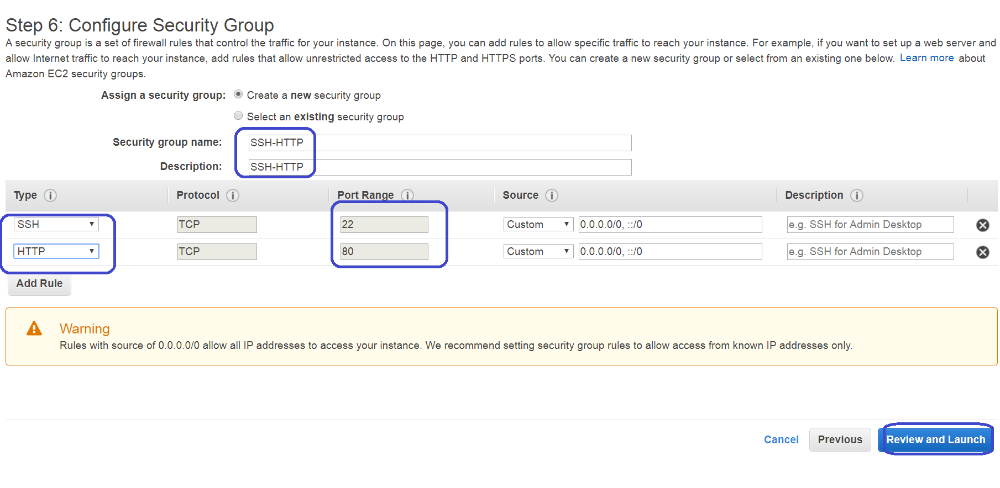 Step 6: Configure Security Group
A security group is a set of firewall rules that control the traffic for your instance. On this page, you can add rules to allow specific traffic to reach your instance. For example, if you want to set up a web server and
allow Internet traffic to reach your instance, add rules that allow unrestricted access to the HTTP and HTTPS ports. You can create a new security group or select from an existing one below. Learn more about
Amazon EC2 security groups.
Assign a security group: Create a new security group
Select an existing security group
Security group name: SSH-HTTP
Description: SSH-HTTP
Type i Protocol i Port Range i Source i Description i
SSH TCP 22 Custom 0.0.0.0/0, ::/0 e.g. SSH for Admin Desktop
HTTP TCP 80 Custom 0.0.0.0/0, ::/0 e.g. SSH for Admin Desktop
Add Rule
Warning
Rules with source of 0.0.0.0/0 allow all IP addresses to access your instance. We recommend setting security group rules to allow access from known IP addresses only.
Cancel Previous Review and Launch